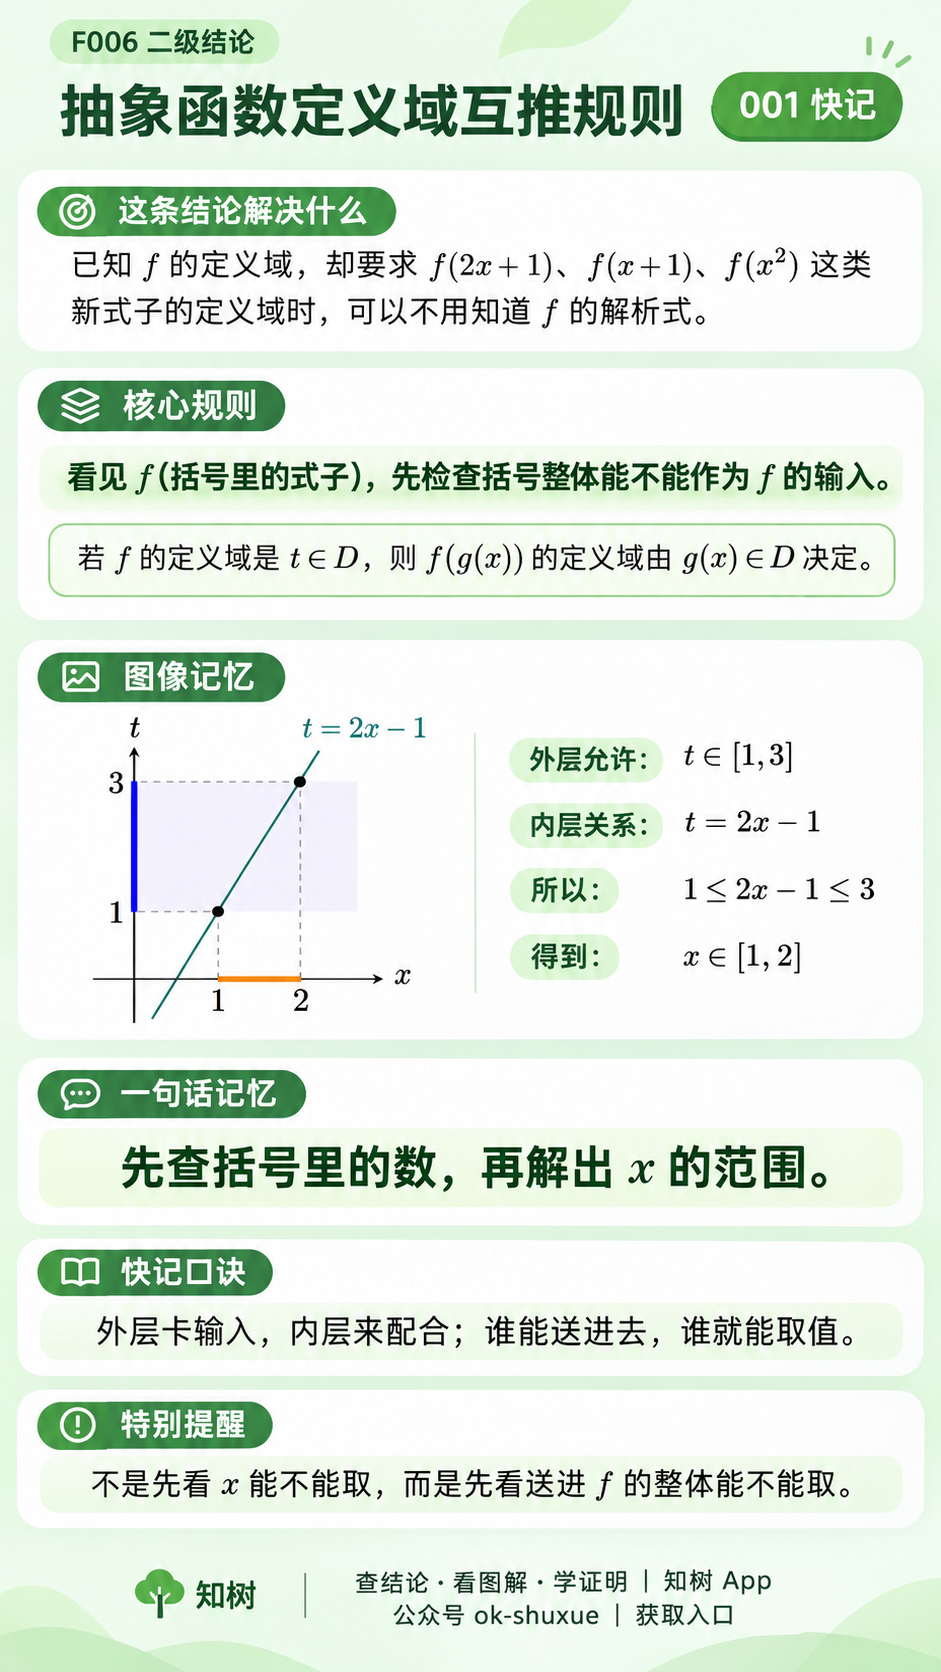 F006 二级结论
抽象函数定义域互推规则
001 快记
这条结论解决什么
已知 f 的定义域，却要求 f(2x+1)、f(x+1)、f(x²) 这类
新式子的定义域时，可以不用知道 f 的解析式。
核心规则
看见 f(括号里的式子)，先检查括号整体能不能作为 f 的输入。
若 f 的定义域是 t∈D，则 f(g(x)) 的定义域由 g(x)∈D 决定。
图像记忆
t
t = 2x − 1
3
1
x
1
2
外层允许： t ∈ [1,3]
内层关系： t = 2x − 1
所以： 1 ≤ 2x − 1 ≤ 3
得到： x ∈ [1, 2]
一句话记忆
先查括号里的数，再解出 x 的范围。
快记口诀
外层卡输入，内层来配合；谁能送进去，谁就能取值。
特别提醒
不是先看 x 能不能取，而是先看送进 f 的整体能不能取。
知树
查结论 · 看图解 · 学证明 | 知树 App
公众号 ok-shuxue | 获取入口